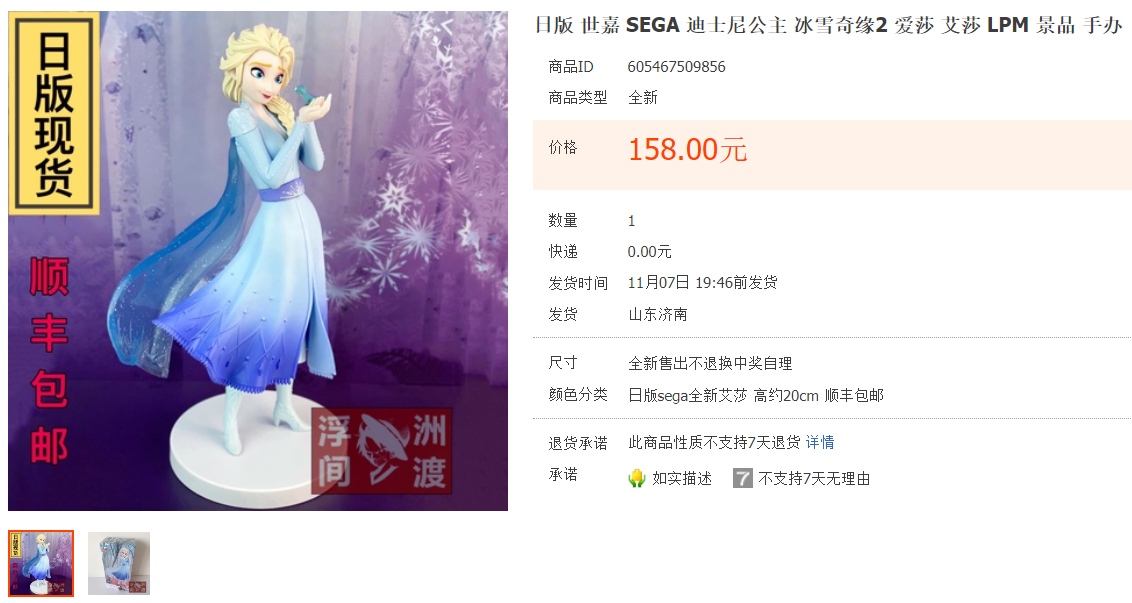 日版现货
顺丰包邮
浮洲
间渡
日版 世嘉 SEGA 迪士尼公主 冰雪奇缘2 爱莎 艾莎 LPM 景品 手办
商品ID 605467509856
商品类型 全新
价格 158.00元
数量 1
快递 0.00元
发货时间 11月07日 19:46前发货
发货 山东济南
尺寸 全新售出不退换中奖自理
颜色分类 日版sega全新艾莎 高约20cm 顺丰包邮
退货承诺 此商品性质不支持7天退货 详情
承诺 如实描述 7 不支持7天无理由